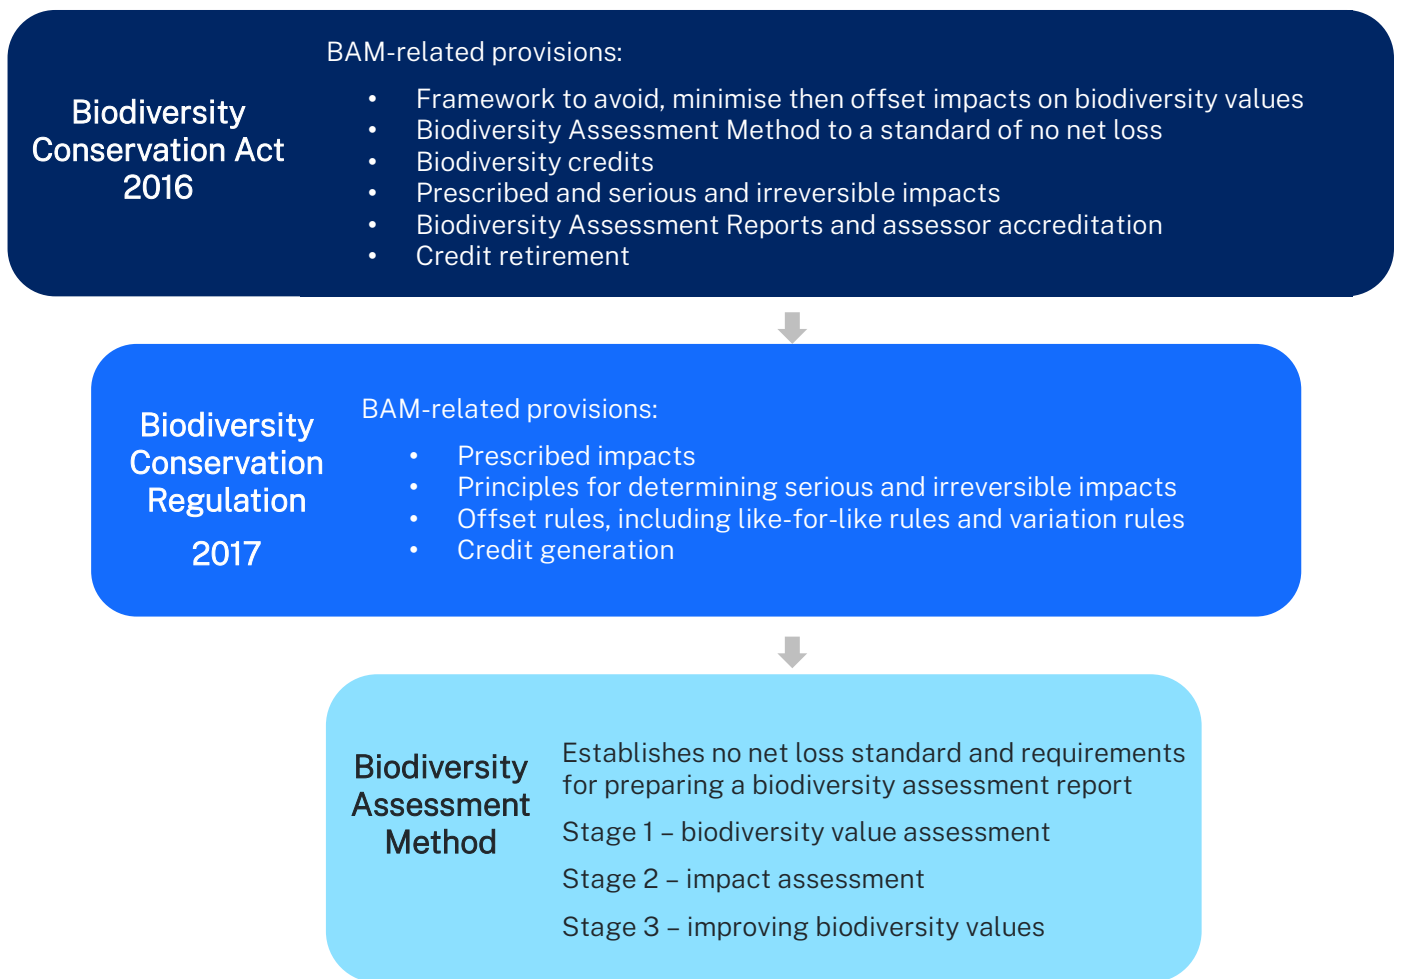 Biodiversity
Conservation Act
2016
BAM-related provisions:
• Framework to avoid, minimise then offset impacts on biodiversity values
• Biodiversity Assessment Method to a standard of no net loss
• Biodiversity credits
• Prescribed and serious and irreversible impacts
• Biodiversity Assessment Reports and assessor accreditation
• Credit retirement
Biodiversity
Conservation
Regulation
2017
BAM-related provisions:
• Prescribed impacts
• Principles for determining serious and irreversible impacts
• Offset rules, including like-for-like rules and variation rules
• Credit generation
Biodiversity
Assessment
Method
Establishes no net loss standard and requirements
for preparing a biodiversity assessment report
Stage 1 – biodiversity value assessment
Stage 2 – impact assessment
Stage 3 – improving biodiversity values